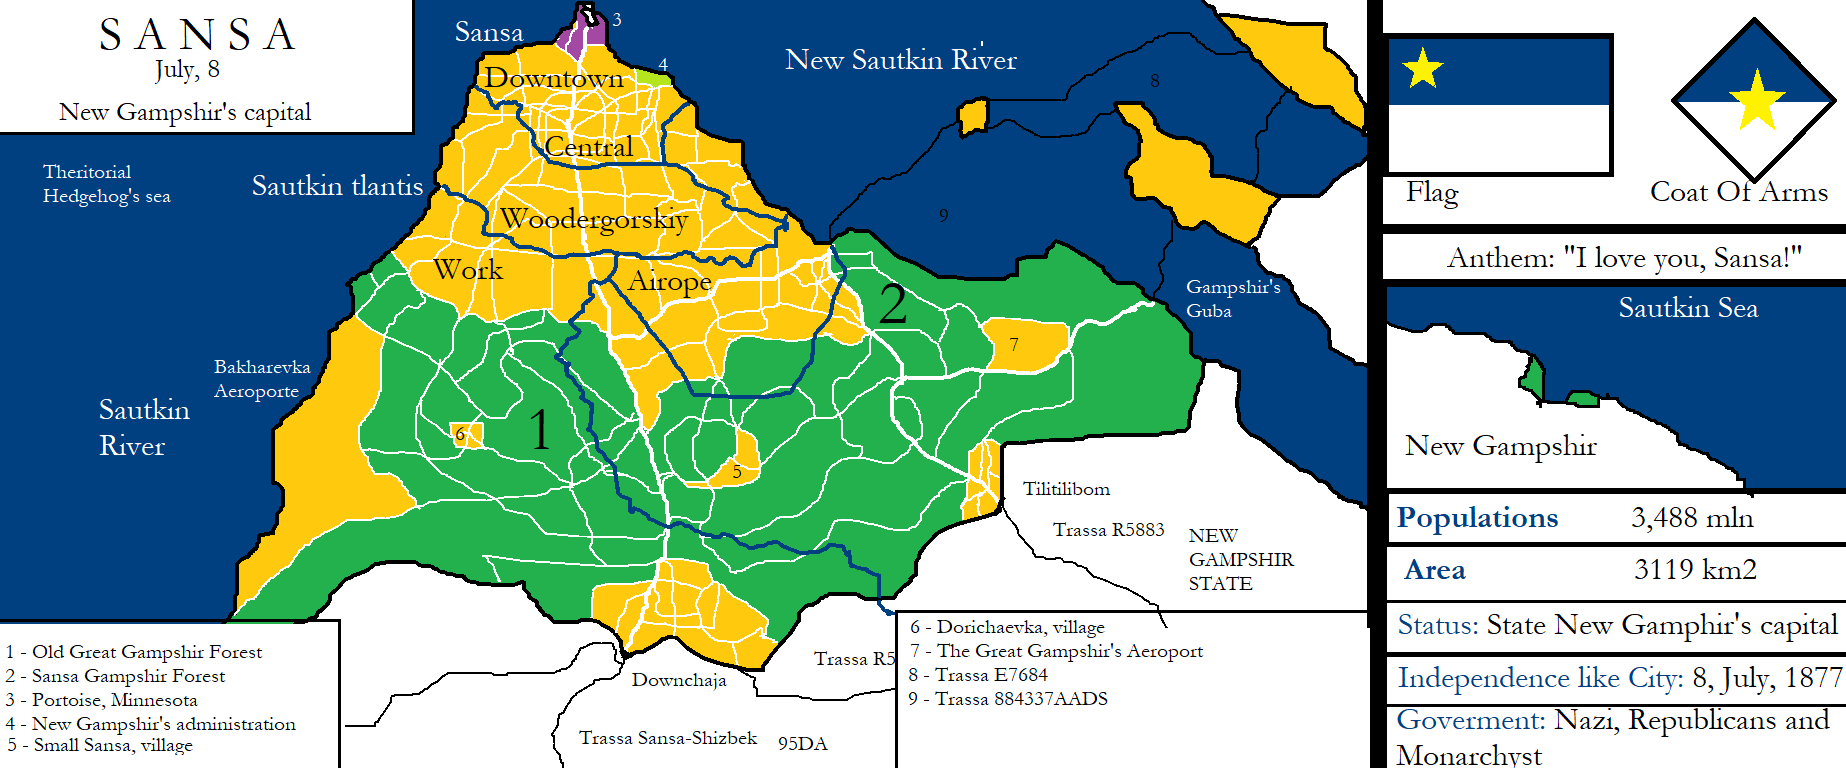 SANSA
July, 8
New Gampshir's capital
Sansa
3
4
Downtown
Central
Woodergorskiy
Work
Airope
New Sautkin River
8
9
Theritorial
Hedgehog's sea
Sautkin tlantis
Bakharevka
Aeroporte
Sautkin
River
1
2
5
6
7
Gampshir's
Guba
Tilitilibom
Trassa R5883
NEW
GAMPSHIR
STATE
Downchaja
Trassa R5
Trassa Sansa-Shizbek
95DA
1 - Old Great Gampshir Forest
2 - Sansa Gampshir Forest
3 - Portoise, Minnesota
4 - New Gampshir's administration
5 - Small Sansa, village
6 - Dorichaevka, village
7 - The Great Gampshir's Aeroport
8 - Trassa E7684
9 - Trassa 884337AADS
Flag
Coat Of Arms
Anthem: "I love you, Sansa!"
Sautkin Sea
New Gampshir
Populations 3,488 mln
Area 3119 km2
Status: State New Gamphir's capital
Independence like City: 8, July, 1877
Goverment: Nazi, Republicans and
Monarchyst